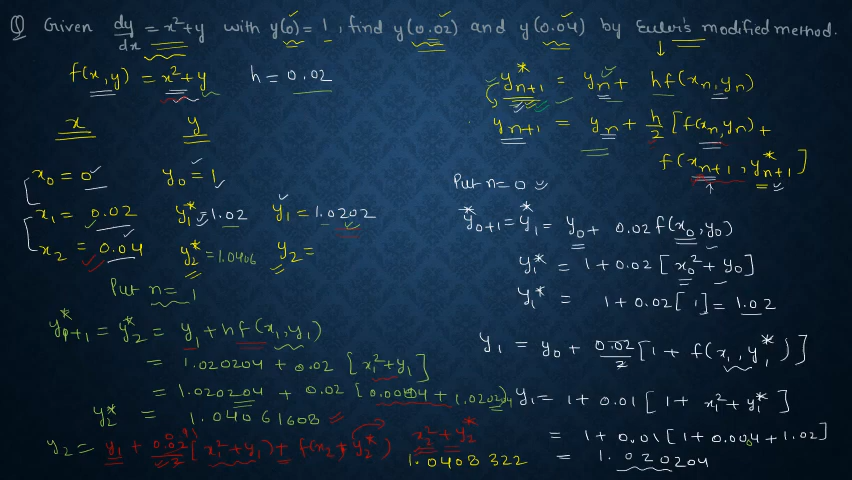 Q Given dy/dx = x²+y with y(0)=1, find y(0.02) and y(0.04) by Euler's modified method.
f(x,y) = x²+y h = 0.02
y*n+1 = yn + hf(xn,yn)
yn+1 = yn + h/2 [f(xn,yn) + f(xn+1, y*n+1)]
x y
x0 = 0 y0 = 1
x1 = 0.02 y1* = 1.02 y1 = 1.0202
x2 = 0.04 y2* = 1.0406 y2 =
Put n = 0
y*0+1 = y1* = y0 + 0.02 f(x0,y0)
y1* = 1+0.02 [x0² + y0]
y1* = 1+0.02 [1] = 1.02
y1 = y0 + 0.02/2 [1 + f(x1, y1*)]
y1 = 1 + 0.01 [1 + x1² + y1*]
= 1+0.01 [1+0.004+1.02]
= 1.020204
Put n = 1
y*1+1 = y2* = y1 + hf(x1,y1)
= 1.020204 + 0.02 [x1²+y1]
= 1.020204 + 0.02 [0.0004 + 1.020204]
y2* = 1.04061608
y2 = y1 + 0.02/2 [x1²+y1) + f(x2, y2*) x2² + y2*
1.0408322